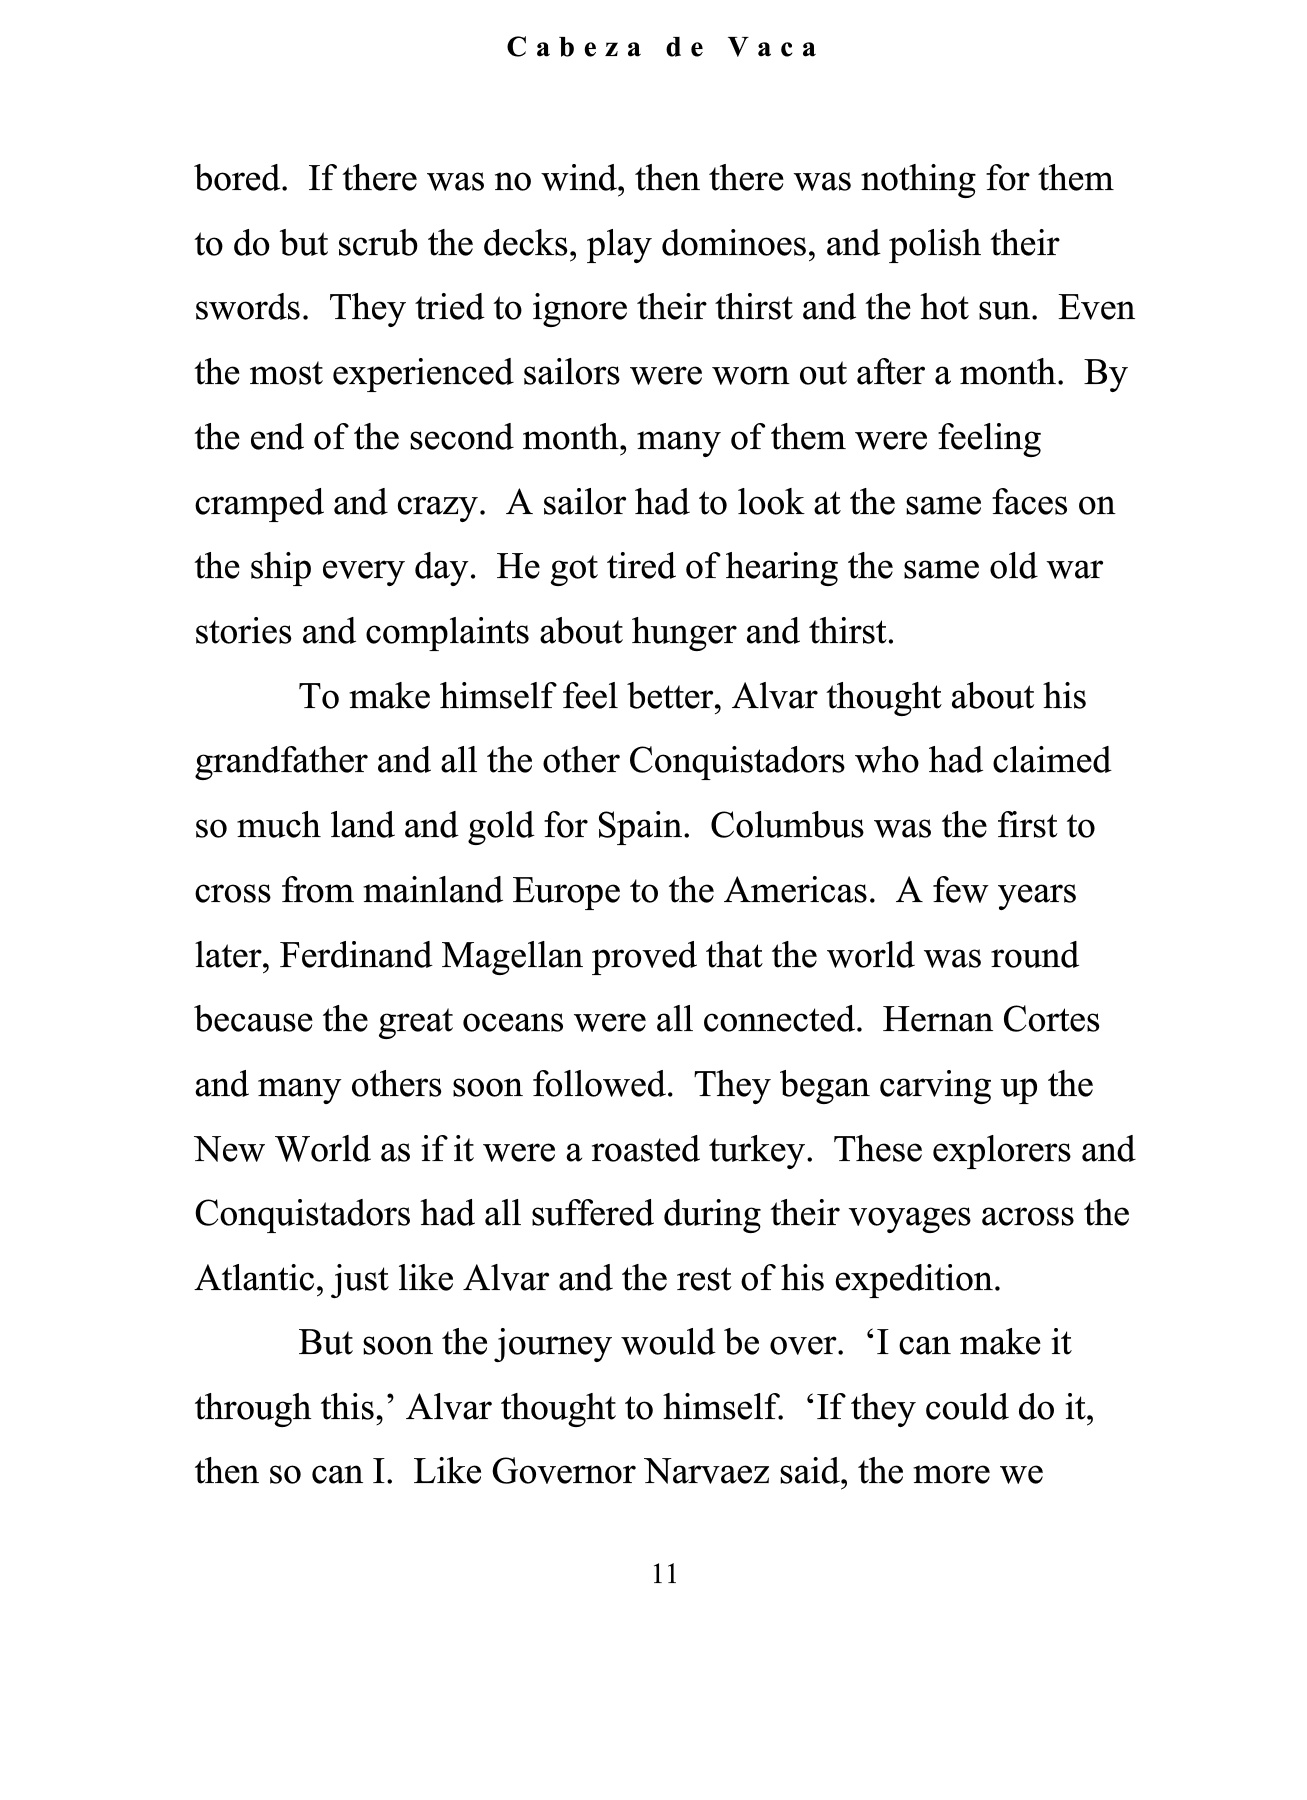 Cabeza de Vaca
bored.  If there was no wind, then there was nothing for them
to do but scrub the decks, play dominoes, and polish their
swords.  They tried to ignore their thirst and the hot sun.  Even
the most experienced sailors were worn out after a month.  By
the end of the second month, many of them were feeling
cramped and crazy.  A sailor had to look at the same faces on
the ship every day.  He got tired of hearing the same old war
stories and complaints about hunger and thirst.
To make himself feel better, Alvar thought about his
grandfather and all the other Conquistadors who had claimed
so much land and gold for Spain.  Columbus was the first to
cross from mainland Europe to the Americas.  A few years
later, Ferdinand Magellan proved that the world was round
because the great oceans were all connected.  Hernan Cortes
and many others soon followed.  They began carving up the
New World as if it were a roasted turkey.  These explorers and
Conquistadors had all suffered during their voyages across the
Atlantic, just like Alvar and the rest of his expedition.
But soon the journey would be over.  ‘I can make it
through this,’ Alvar thought to himself.  ‘If they could do it,
then so can I.  Like Governor Narvaez said, the more we
11